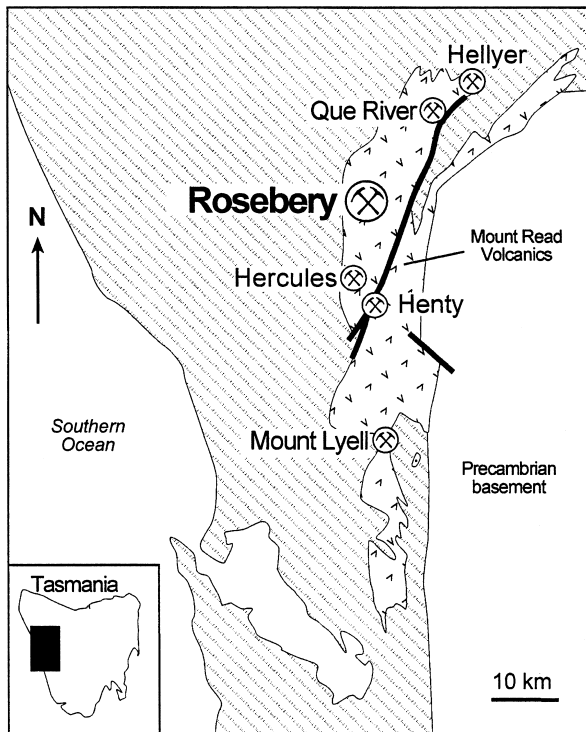 Hellyer
Que River
Rosebery
N
Mount Read
Volcanics
Hercules
Henty
Southern
Ocean
Mount Lyell
Precambrian
basement
Tasmania
10 km